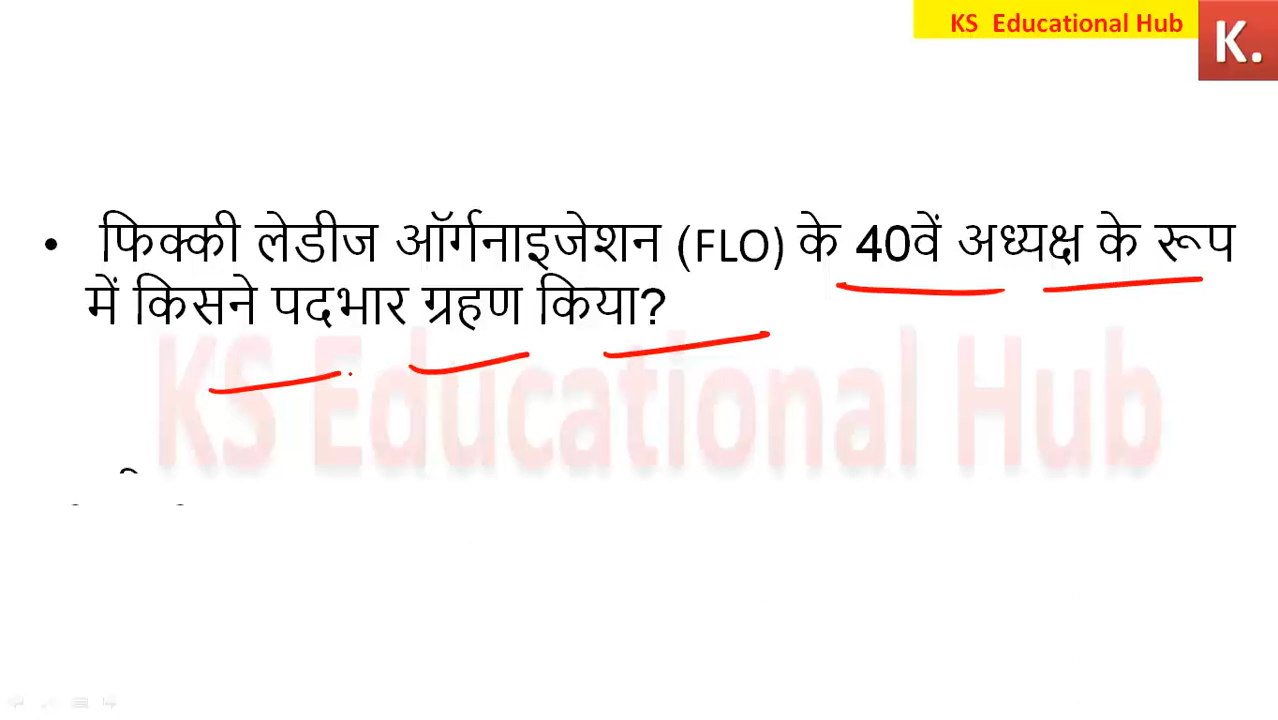 KS Educational Hub
K.
• फिक्की लेडीज ऑर्गनाइजेशन (FLO) के 40वें अध्यक्ष के रूप
में किसने पदभार ग्रहण किया?
KS Educational Hub